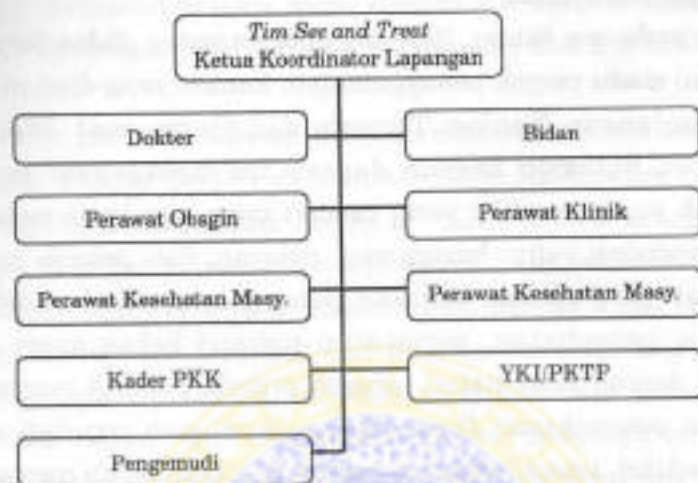 Tim See and Treat
Ketua Koordinator Lapangan
Dokter
Bidan
Perawat Obsgin
Perawat Klinik
Perawat Kesehatan Masy.
Perawat Kesehatan Masy.
Kader PKK
YKI/PKTP
Pengemudi